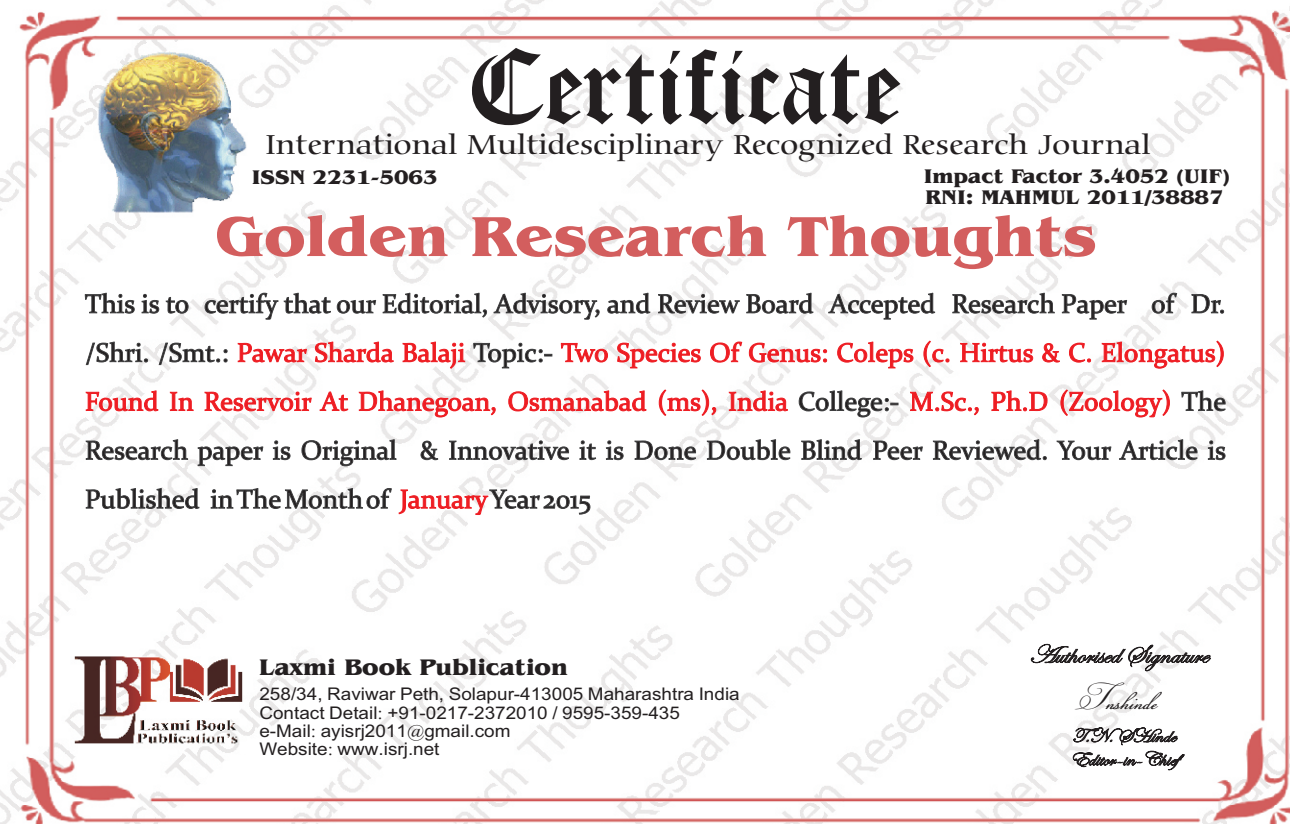 Certificate
International Multidesciplinary Recognized Research Journal
ISSN 2231-5063
Impact Factor 3.4052 (UIF)
RNI: MAHMUL 2011/38887
Golden Research Thoughts
This is to certify that our Editorial, Advisory, and Review Board Accepted Research Paper of Dr.
/Shri. /Smt.: Pawar Sharda Balaji Topic:- Two Species Of Genus: Coleps (c. Hirtus & C. Elongatus)
Found In Reservoir At Dhanegoan, Osmanabad (ms), India College:- M.Sc., Ph.D (Zoology) The
Research paper is Original & Innovative it is Done Double Blind Peer Reviewed. Your Article is
Published in The Month of January Year 2015
LBP
Laxmi Book
Publication's
Laxmi Book Publication
258/34, Raviwar Peth, Solapur-413005 Maharashtra India
Contact Detail: +91-0217-2372010 / 9595-359-435
e-Mail: ayisrj2011@gmail.com
Website: www.isrj.net
Authorised Signature
Tnshinde
T.N. SHinde
Editor-in-Chief